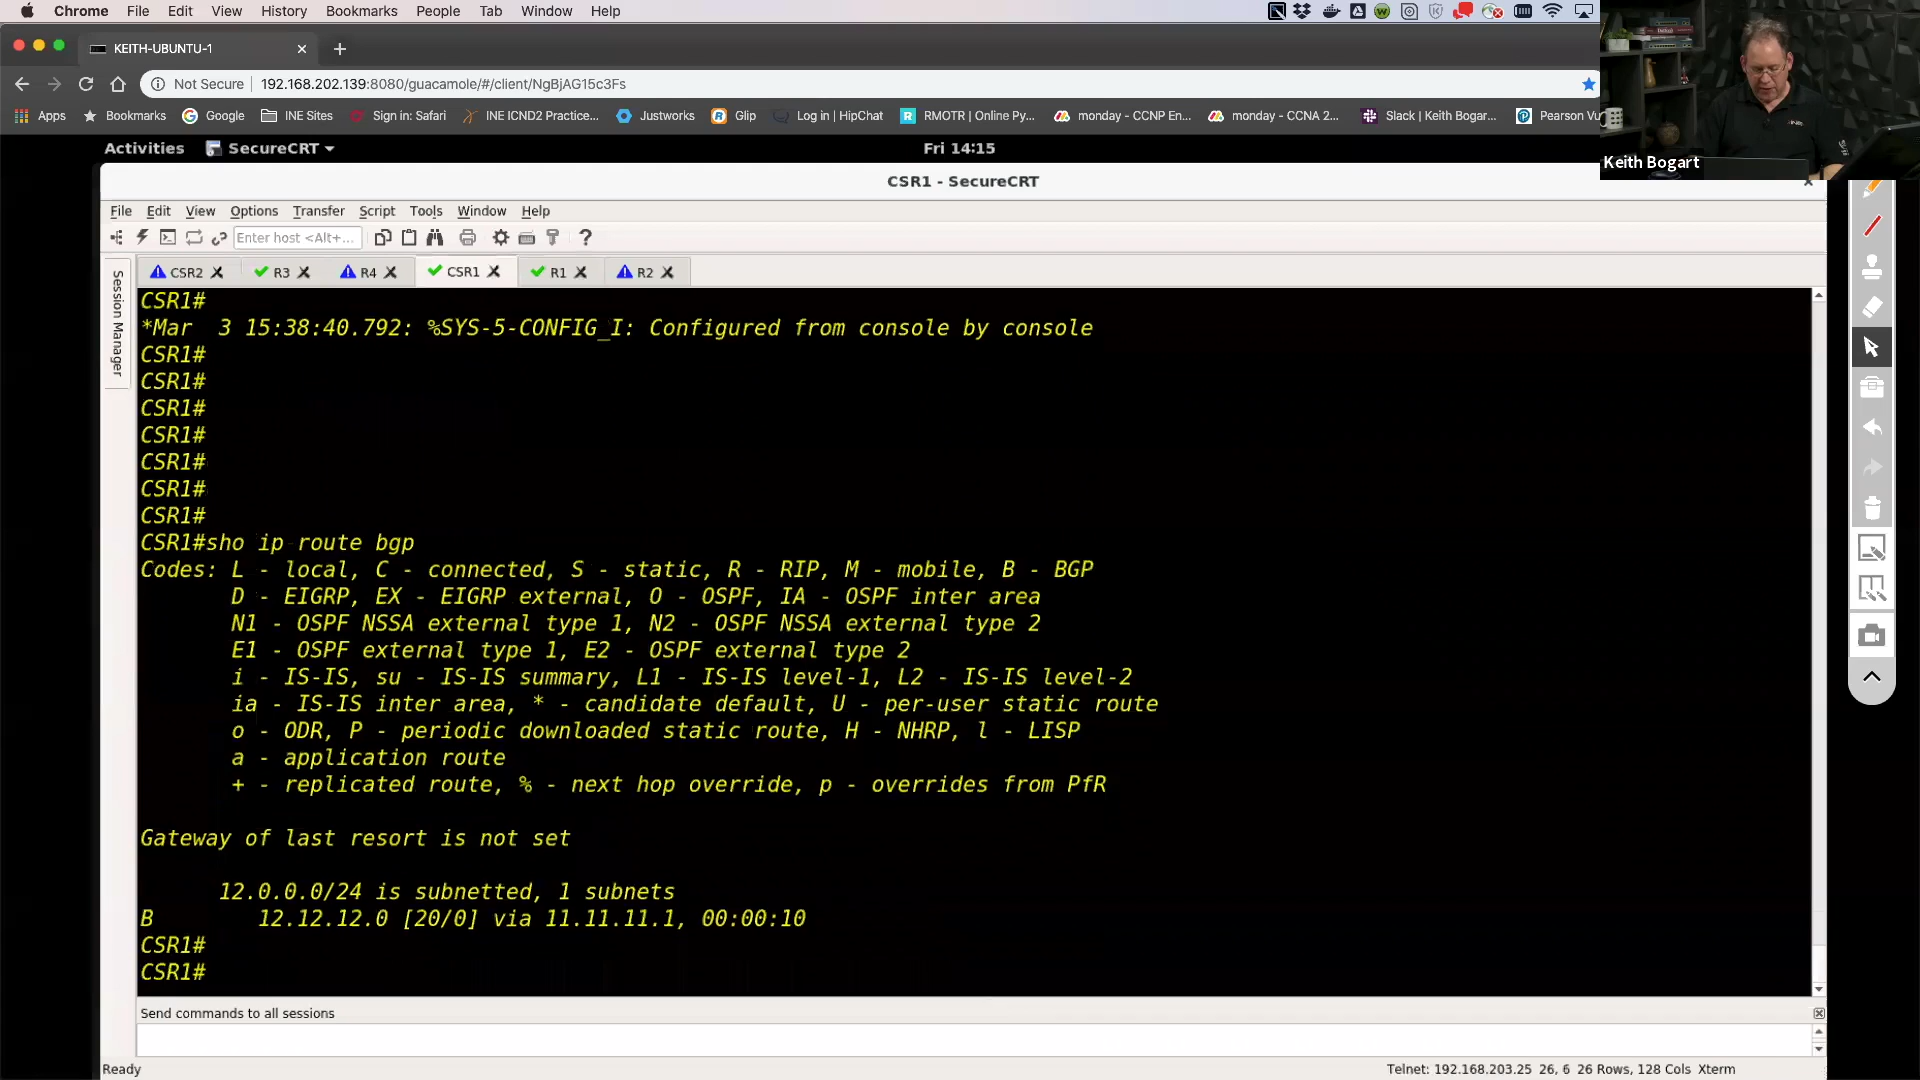 Chrome File Edit View History Bookmarks People Tab Window Help
KEITH-UBUNTU-1
Not Secure 192.168.202.139:8080/guacamole/#/client/NgBjAG15c3Fs
Apps Bookmarks Google INE Sites Sign in: Safari INE ICND2 Practice... Justworks Glip Log in | HipChat RMOTR | Online Py... monday - CCNP En... monday - CCNA 2... Slack | Keith Bogar... Pearson Vu
Keith Bogart
Activities SecureCRT Fri 14:15
CSR1 - SecureCRT
File Edit View Options Transfer Script Tools Window Help
Enter host <Alt+...
CSR2 R3 R4 CSR1 R1 R2
Session Manager
CSR1#
*Mar  3 15:38:40.792: %SYS-5-CONFIG_I: Configured from console by console
CSR1#
CSR1#
CSR1#
CSR1#
CSR1#
CSR1#
CSR1#
CSR1#sho ip route bgp
Codes: L - local, C - connected, S - static, R - RIP, M - mobile, B - BGP
D - EIGRP, EX - EIGRP external, O - OSPF, IA - OSPF inter area
N1 - OSPF NSSA external type 1, N2 - OSPF NSSA external type 2
E1 - OSPF external type 1, E2 - OSPF external type 2
i - IS-IS, su - IS-IS summary, L1 - IS-IS level-1, L2 - IS-IS level-2
ia - IS-IS inter area, * - candidate default, U - per-user static route
o - ODR, P - periodic downloaded static route, H - NHRP, l - LISP
a - application route
+ - replicated route, % - next hop override, p - overrides from PfR
Gateway of last resort is not set
12.0.0.0/24 is subnetted, 1 subnets
B 12.12.12.0 [20/0] via 11.11.11.1, 00:00:10
CSR1#
CSR1#
Send commands to all sessions
Ready Telnet: 192.168.203.25 26, 6 26 Rows, 128 Cols Xterm